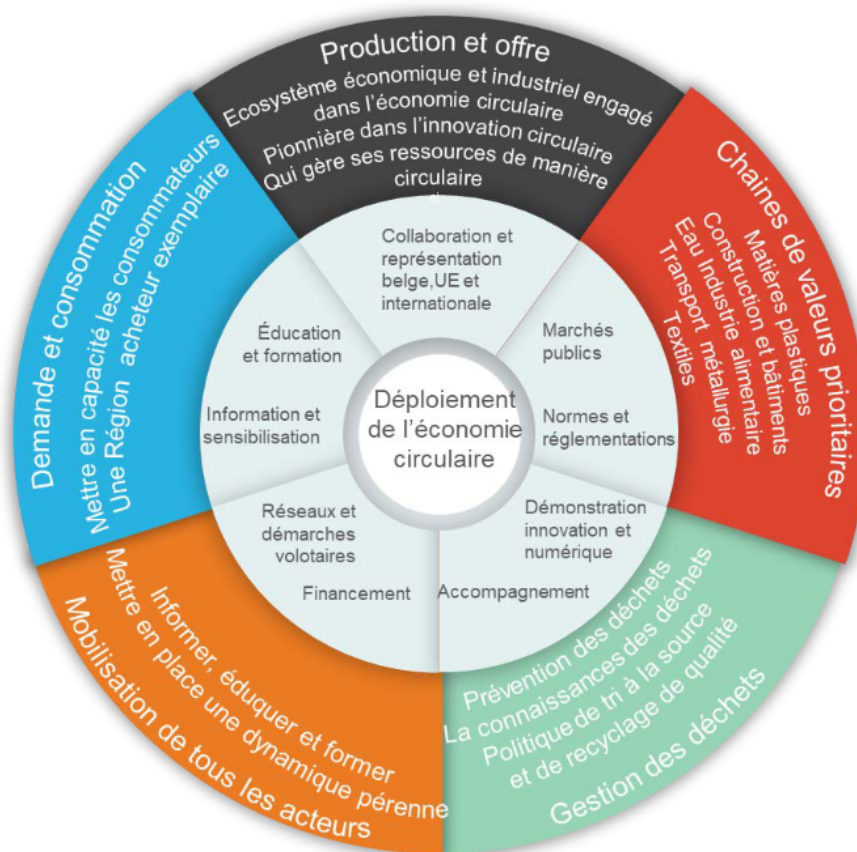 Production et offre
Ecosystème économique et industriel engagé
dans l'économie circulaire
Pionnière dans l'innovation circulaire
Qui gère ses ressources de manière
circulaire
Chaines de valeurs prioritaires
Matières plastiques
Construction et bâtiments
Eau Industrie alimentaire
Transport métallurgie
Textiles
Prévention des déchets
La connaissances des déchets
Politique de tri à la source
et de recyclage de qualité
Gestion des déchets
Informer, éduquer et former
Mettre en place une dynamique pérenne
Mobilisation de tous les acteurs
Demande et consommation
Mettre en capacité les consommateurs
Une Région acheteur exemplaire
Collaboration et
représentation
belge,UE et
internationale
Marchés
publics
Normes et
réglementations
Démonstration
innovation et
numérique
Accompagnement
Financement
Réseaux et
démarches
volotaires
Information et
sensibilisation
Éducation
et formation
Déploiement
de l'économie
circulaire